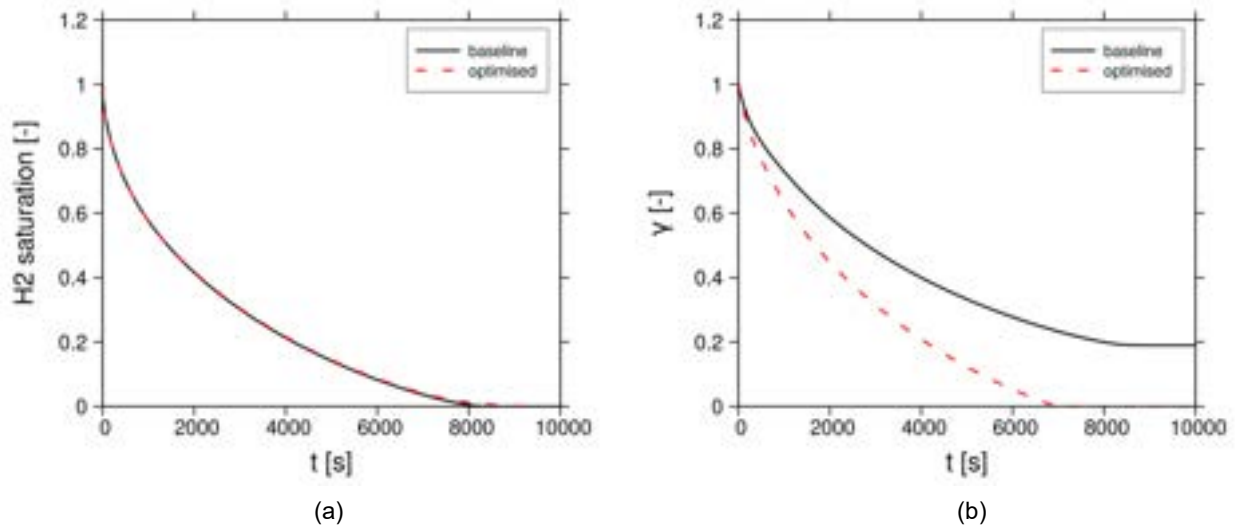 1.2
1
0.8
0.6
0.4
0.2
0
H2 saturation [-]
baseline
optimised
0 2000 4000 6000 8000 10000
t [s]
(a)
1.2
1
0.8
0.6
0.4
0.2
0
γ [-]
baseline
optimised
0 2000 4000 6000 8000 10000
t [s]
(b)